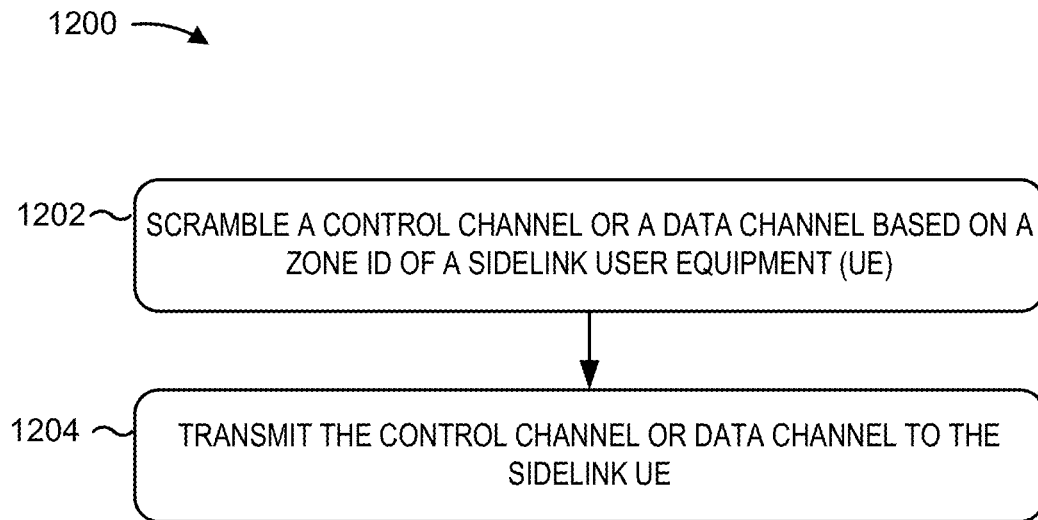 1200
1202
SCRAMBLE A CONTROL CHANNEL OR A DATA CHANNEL BASED ON A
ZONE ID OF A SIDELINK USER EQUIPMENT (UE)
1204
TRANSMIT THE CONTROL CHANNEL OR DATA CHANNEL TO THE
SIDELINK UE